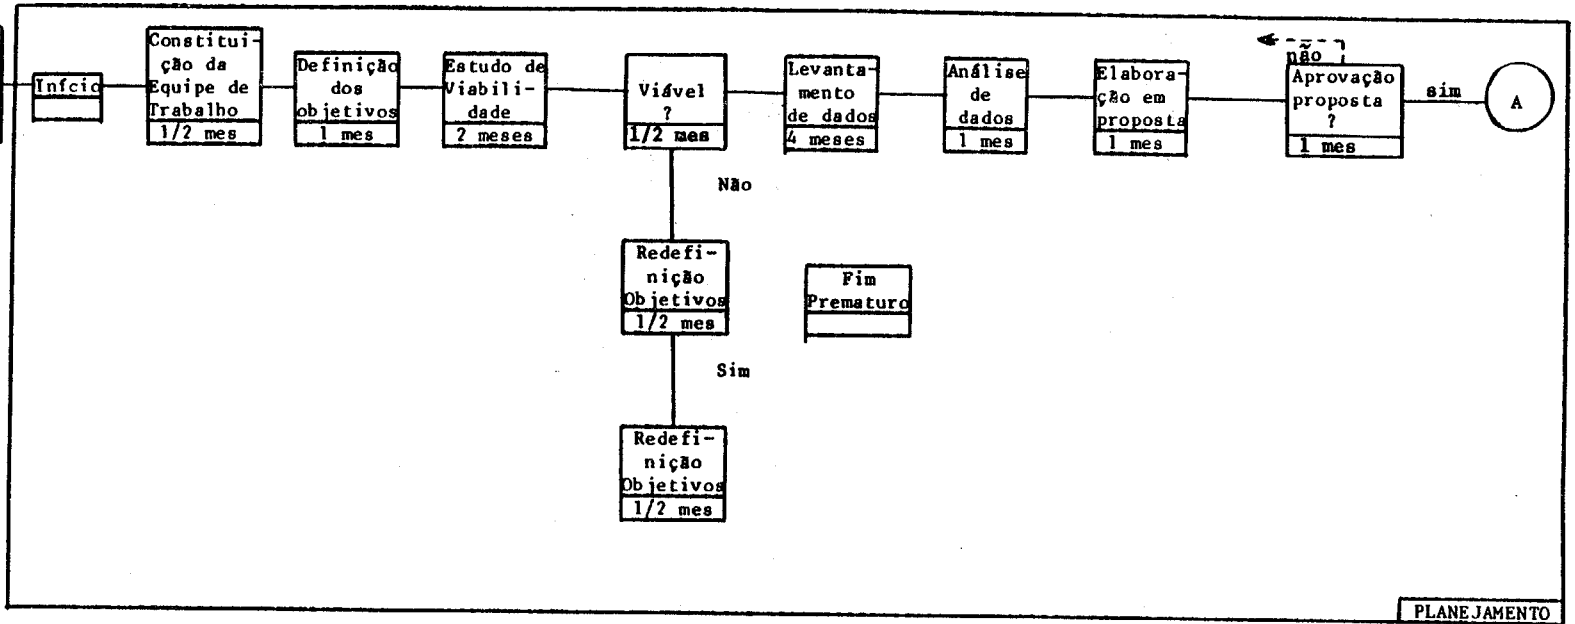 Início
Constitui-
ção da
Equipe de
Trabalho
1/2 mes
Definição
dos
objetivos
1 mes
Estudo de
Viabili-
dade
2 meses
Viável
?
1/2 mes
Levanta-
mento
de dados
4 meses
Análise
de
dados
1 mes
Elabora-
ção em
proposta
1 mes
não
Aprovação
proposta
?
1 mes
sim
A
Não
Redefi-
nição
Objetivos
1/2 mes
Fim
Prematuro
Sim
Redefi-
nição
Objetivos
1/2 mes
PLANEJAMENTO